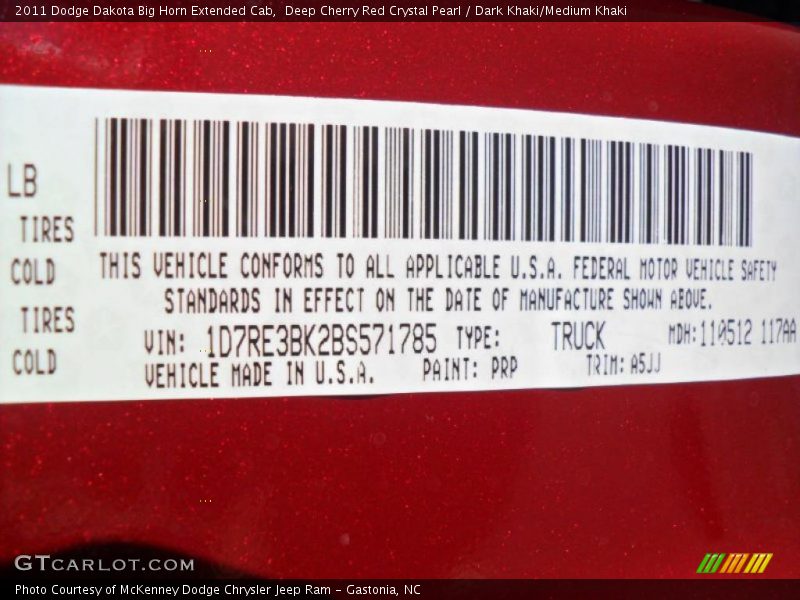 2011 Dodge Dakota Big Horn Extended Cab,  Deep Cherry Red Crystal Pearl / Dark Khaki/Medium Khaki
LB
TIRES
COLD
TIRES
COLD
THIS VEHICLE CONFORMS TO ALL APPLICABLE U.S.A. FEDERAL MOTOR VEHICLE SAFETY
STANDARDS IN EFFECT ON THE DATE OF MANUFACTURE SHOWN ABOVE.
VIN: 1D7RE3BK2BS571785 TYPE: TRUCK MDH: 110512 117AA
VEHICLE MADE IN U.S.A. PAINT: PRP TRIM: A5JJ
GTCARLOT.COM
Photo Courtesy of McKenney Dodge Chrysler Jeep Ram – Gastonia, NC